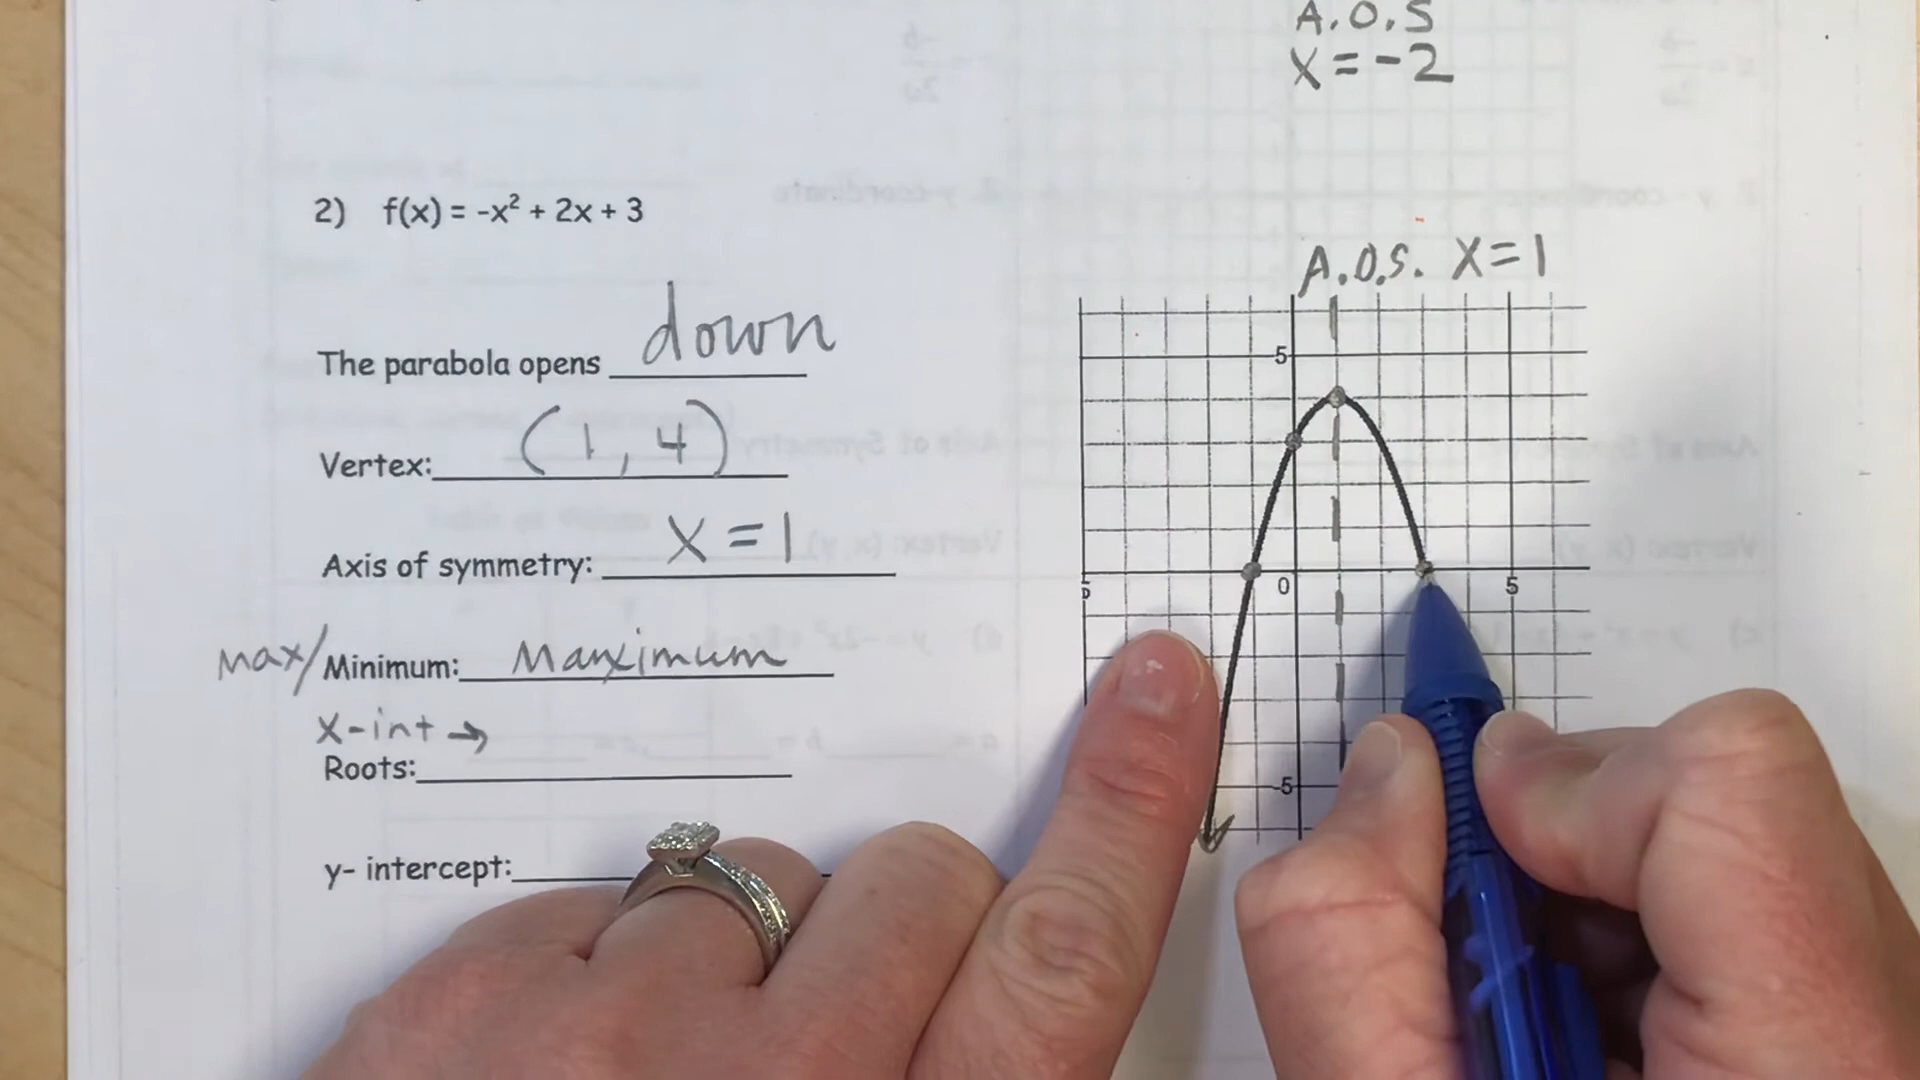 A.O.S
X = -2
2) f(x) = -x² + 2x + 3
A.O.S. X = 1
The parabola opens down
Vertex: (1, 4)
Axis of symmetry: X = 1
max/ Minimum: Maximum
X-int →
Roots:
y- intercept:
5
0
5
-5